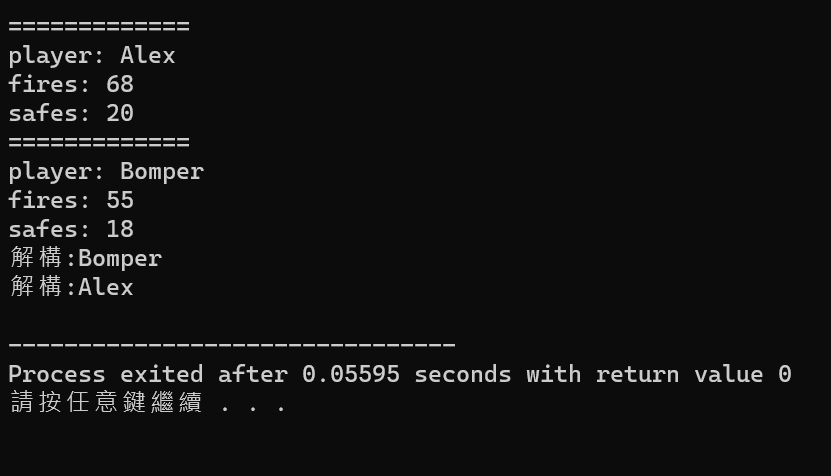 =============
player: Alex
fires: 68
safes: 20
=============
player: Bomper
fires: 55
safes: 18
解構:Bomper
解構:Alex
--------------------------------
Process exited after 0.05595 seconds with return value 0
請按任意鍵繼續 . . .